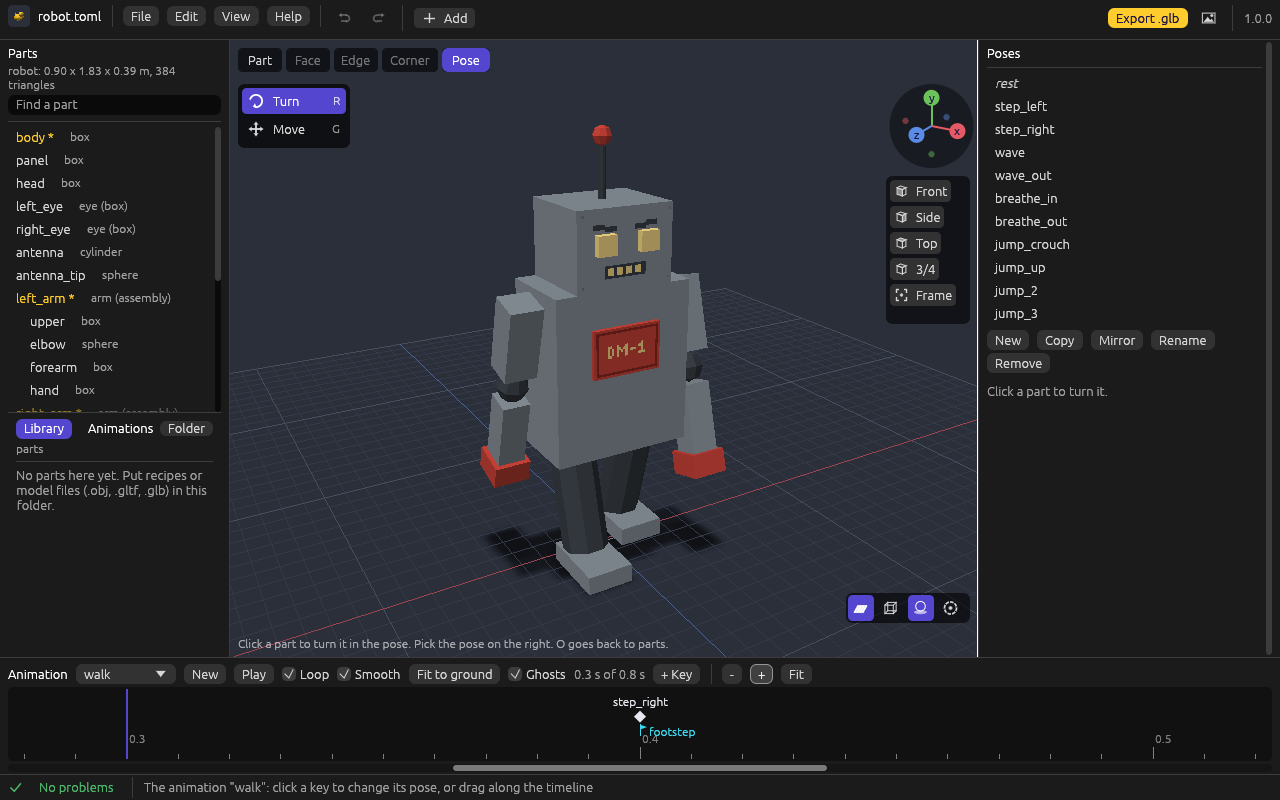 robot.toml File Edit View Help + Add Export .glb 1.0.0
Parts
robot: 0.90 x 1.83 x 0.39 m, 384
triangles
Find a part
body * box
panel box
head box
left_eye eye (box)
right_eye eye (box)
antenna cylinder
antenna_tip sphere
left_arm * arm (assembly)
upper box
elbow sphere
forearm box
hand box
right_arm * arm (assembly)
Library Animations Folder
parts
No parts here yet. Put recipes or
model files (.obj, .gltf, .glb) in this
folder.
Part Face Edge Corner Pose
Turn R
Move G
y
x
z
Front
Side
Top
3/4
Frame
DM-1
Click a part to turn it in the pose. Pick the pose on the right. O goes back to parts.
Poses
rest
step_left
step_right
wave
wave_out
breathe_in
breathe_out
jump_crouch
jump_up
jump_2
jump_3
New Copy Mirror Rename
Remove
Click a part to turn it.
Animation walk New Play Loop Smooth Fit to ground Ghosts 0.3 s of 0.8 s + Key - + Fit
step_right
footstep
0.3 0.4 0.5
No problems The animation "walk": click a key to change its pose, or drag along the timeline